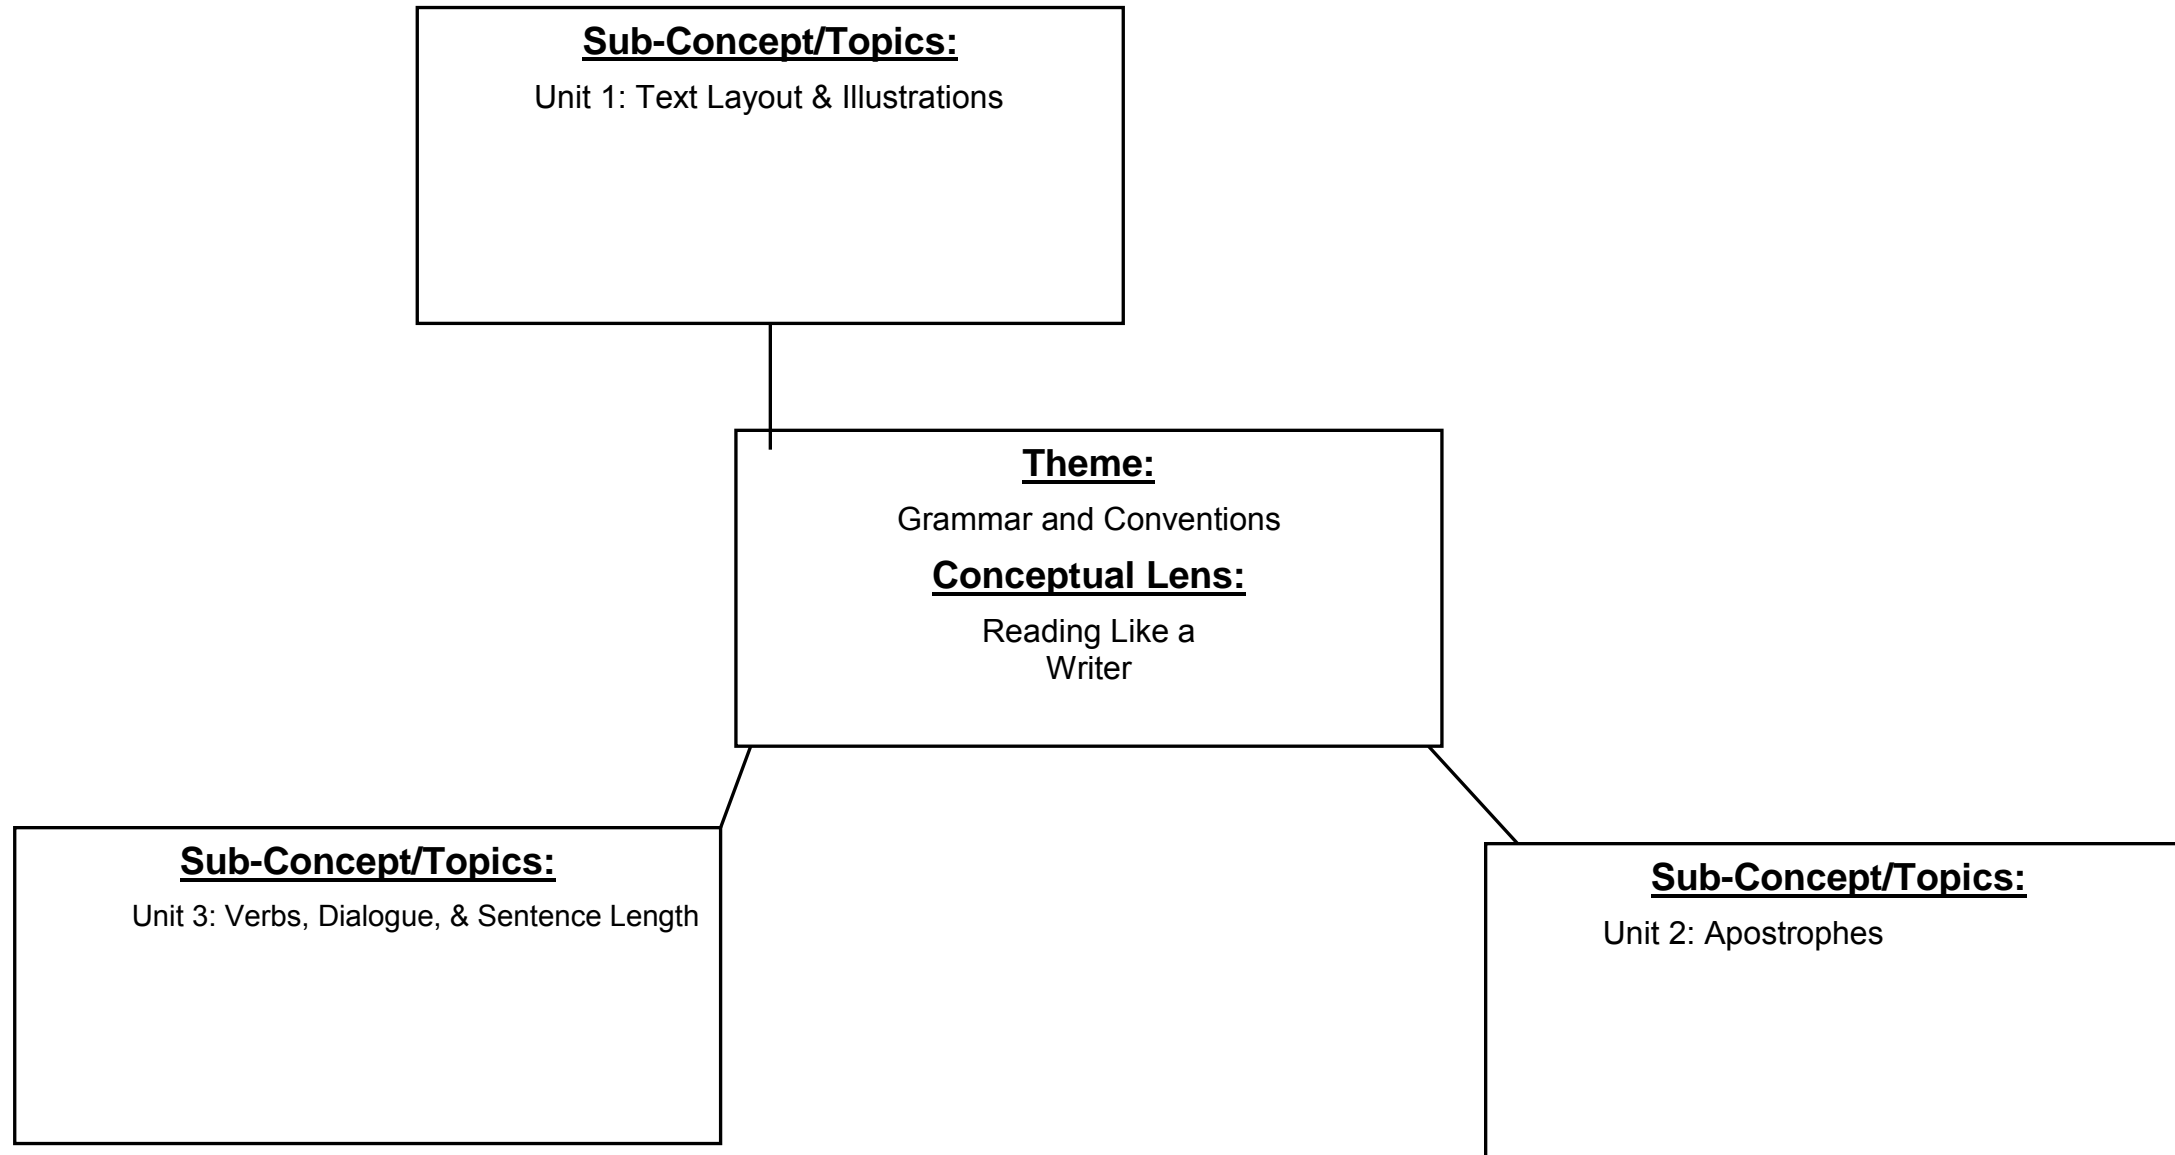 Sub-Concept/Topics:
Unit 1: Text Layout & Illustrations
Theme:
Grammar and Conventions
Conceptual Lens:
Reading Like a
Writer
Sub-Concept/Topics:
Unit 3: Verbs, Dialogue, & Sentence Length
Sub-Concept/Topics:
Unit 2: Apostrophes